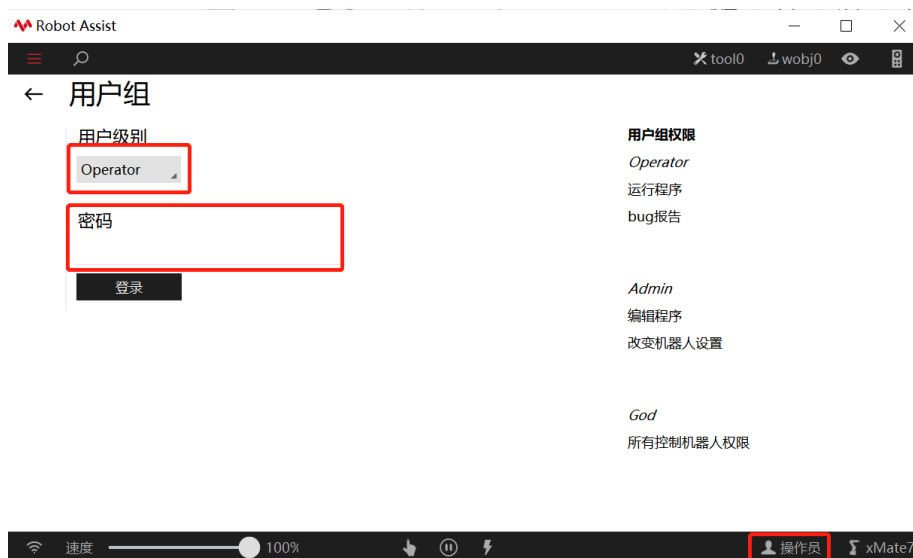 Robot Assist
tool0
wobj0
用户组
用户级别
Operator
密码
登录
用户组权限
Operator
运行程序
bug报告
Admin
编辑程序
改变机器人设置
God
所有控制机器人权限
速度
100%
操作员
xMate7